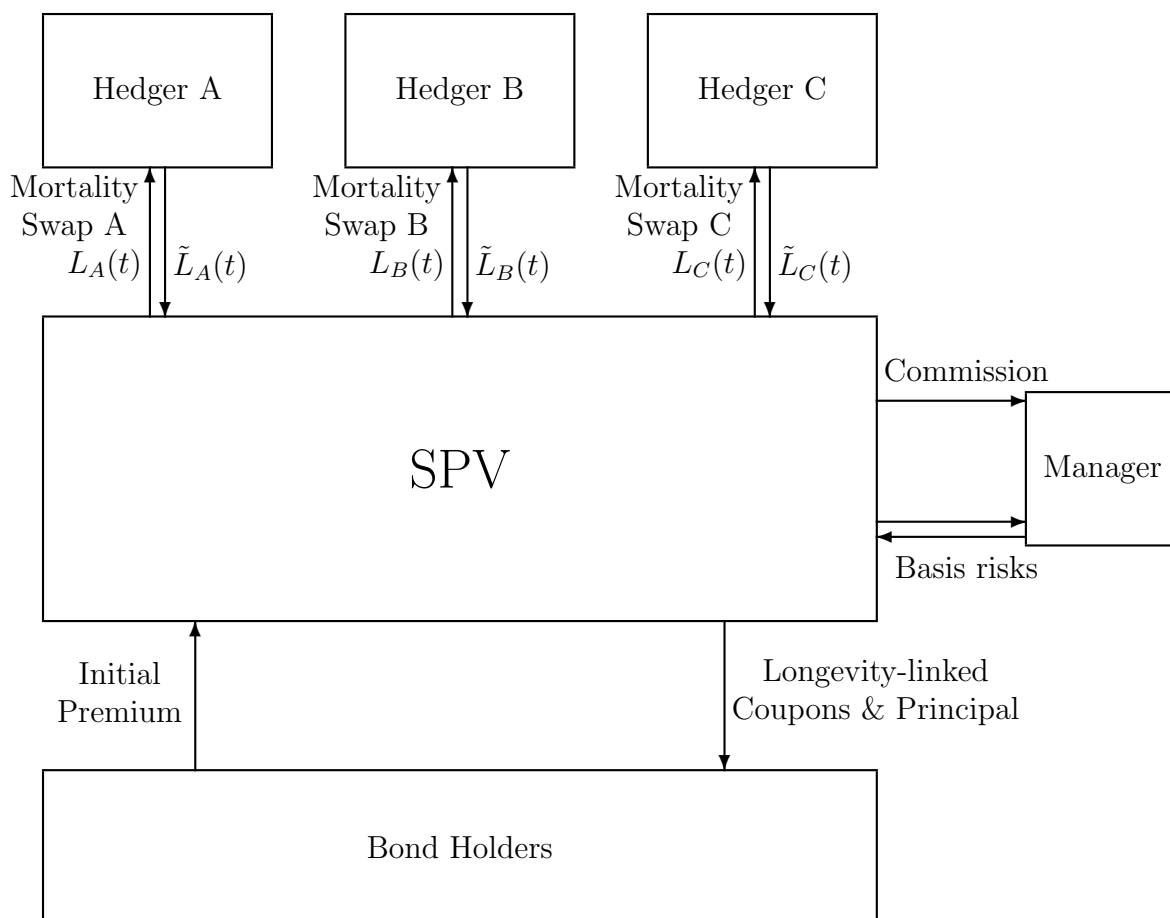 Hedger A
Hedger B
Hedger C
Mortality
Swap A
L_A(t)
L̃_A(t)
Mortality
Swap B
L_B(t)
L̃_B(t)
Mortality
Swap C
L_C(t)
L̃_C(t)
Commission
SPV
Manager
Basis risks
Initial
Premium
Longevity-linked
Coupons & Principal
Bond Holders